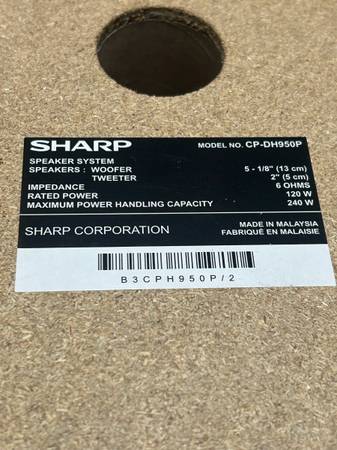 SHARP MODEL NO. CP-DH950P
SPEAKER SYSTEM
SPEAKERS : WOOFER 5 - 1/8" (13 cm)
TWEETER 2" (5 cm)
IMPEDANCE 6 OHMS
RATED POWER 120 W
MAXIMUM POWER HANDLING CAPACITY 240 W
SHARP CORPORATION
MADE IN MALAYSIA
FABRIQUÉ EN MALAISIE
B3CPH950P/2